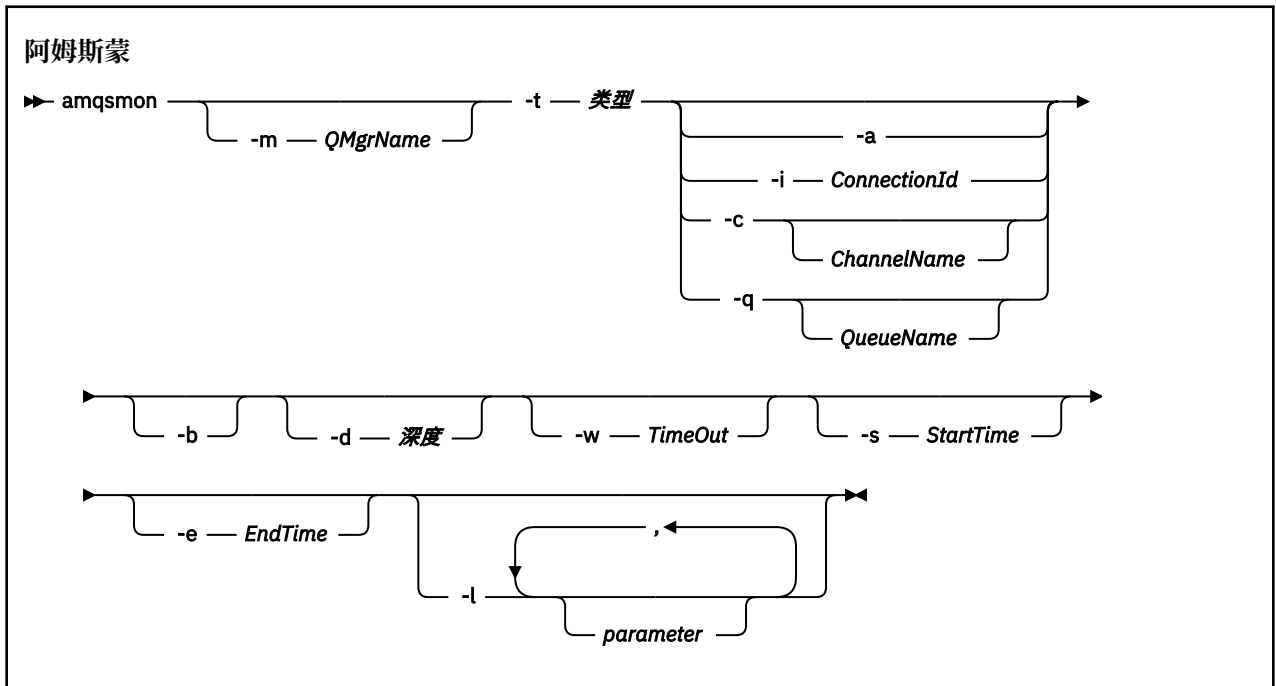 阿姆斯蒙
amqsmon -m QMgrName -t 类型 -a
-i ConnectionId
-c ChannelName
-q QueueName
-b -d 深度 -w TimeOut -s StartTime
-e EndTime -l , parameter